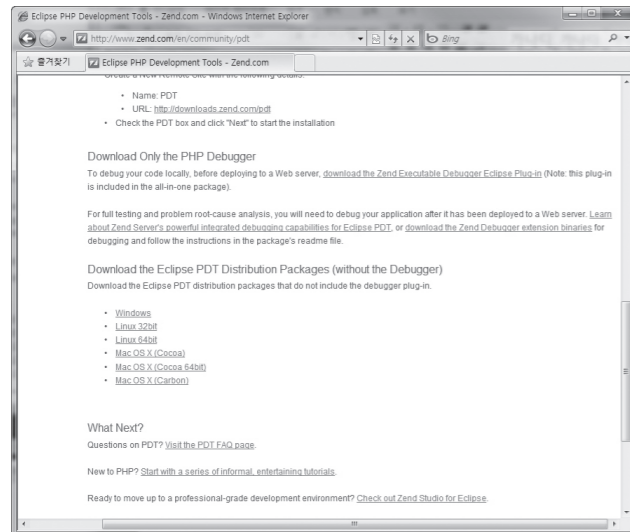 Eclipse PHP Development Tools - Zend.com - Windows Internet Explorer
http://www.zend.com/en/community/pdt
Bing
즐겨찾기
Eclipse PHP Development Tools - Zend.com
Create a New Remote Site with the following details:
• Name: PDT
• URL: http://downloads.zend.com/pdt
• Check the PDT box and click "Next" to start the installation
Download Only the PHP Debugger
To debug your code locally, before deploying to a Web server, download the Zend Executable Debugger Eclipse Plug-in (Note: this plug-in
is included in the all-in-one package).
For full testing and problem root-cause analysis, you will need to debug your application after it has been deployed to a Web server. Learn
about Zend Server's powerful integrated debugging capabilities for Eclipse PDT, or download the Zend Debugger extension binaries for
debugging and follow the instructions in the package's readme file.
Download the Eclipse PDT Distribution Packages (without the Debugger)
Download the Eclipse PDT distribution packages that do not include the debugger plug-in.
• Windows
• Linux 32bit
• Linux 64bit
• Mac OS X (Cocoa)
• Mac OS X (Cocoa 64bit)
• Mac OS X (Carbon)
What Next?
Questions on PDT? Visit the PDT FAQ page.
New to PHP? Start with a series of informal, entertaining tutorials.
Ready to move up to a professional-grade development environment? Check out Zend Studio for Eclipse.